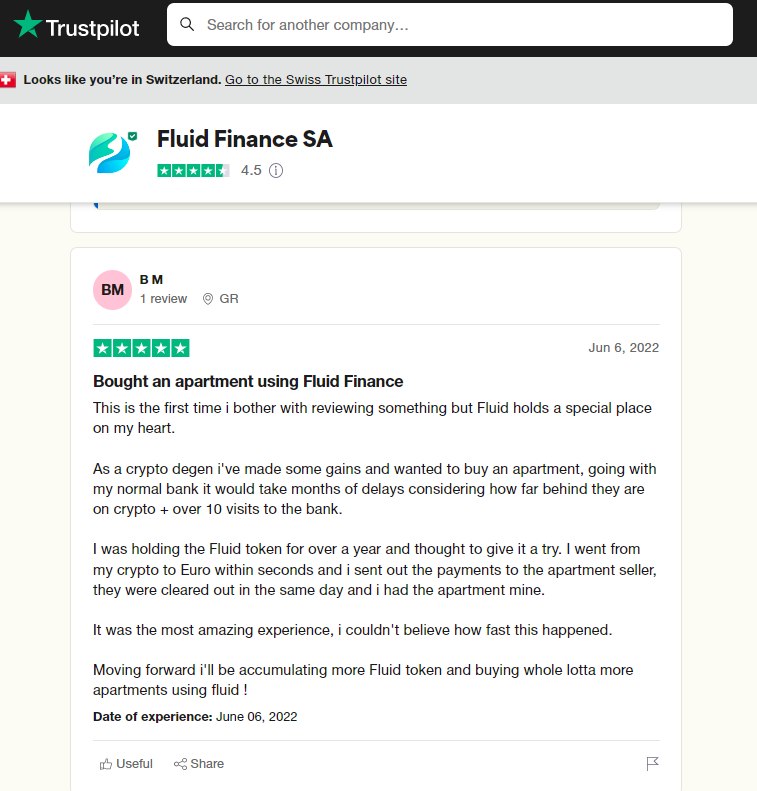 Trustpilot
Search for another company…
Looks like you're in Switzerland. Go to the Swiss Trustpilot site
Fluid Finance SA
4.5
BM
B M
1 review GR
Jun 6, 2022
Bought an apartment using Fluid Finance
This is the first time i bother with reviewing something but Fluid holds a special place
on my heart.
As a crypto degen i've made some gains and wanted to buy an apartment, going with
my normal bank it would take months of delays considering how far behind they are
on crypto + over 10 visits to the bank.
I was holding the Fluid token for over a year and thought to give it a try. I went from
my crypto to Euro within seconds and i sent out the payments to the apartment seller,
they were cleared out in the same day and i had the apartment mine.
It was the most amazing experience, i couldn't believe how fast this happened.
Moving forward i'll be accumulating more Fluid token and buying whole lotta more
apartments using fluid !
Date of experience: June 06, 2022
Useful Share